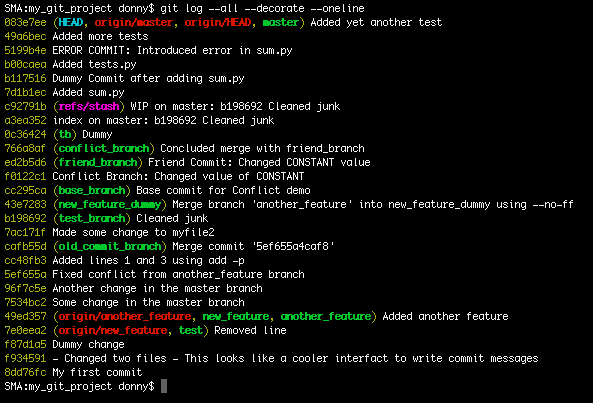 SMA:my_git_project donny$ git log --all --decorate --oneline
083e7ee (HEAD, origin/master, origin/HEAD, master) Added yet another test
49a6bec Added more tests
5199b4e ERROR COMMIT: Introduced error in sum.py
b00caea Added tests.py
b117516 Dummy Commit after adding sum.py
7d1b1ec Added sum.py
c92791b (refs/stash) WIP on master: b198692 Cleaned junk
a3ea352 index on master: b198692 Cleaned junk
0c36424 (tb) Dummy
766a8af (conflict_branch) Concluded merge with friend_branch
ed2b5d6 (friend_branch) Friend Commit: Changed CONSTANT value
f0122c1 Conflict Branch: Changed value of CONSTANT
cc295ca (base_branch) Base commit for Conflict demo
43e7283 (new_feature_dummy) Merge branch 'another_feature' into new_feature_dummy using --no-ff
b198692 (test_branch) Cleaned junk
7ac171f Made some change to myfile2
cafb55d (old_commit_branch) Merge commit '5ef655a4caf8'
cc48fb3 Added lines 1 and 3 using add -p
5ef655a Fixed conflict from another_feature branch
96f7c5e Another change in the master branch
7534bc2 Some change in the master branch
49ed357 (origin/another_feature, new_feature, another_feature) Added another feature
7e0eea2 (origin/new_feature, test) Removed line
f87d1a5 Dummy change
f934591 - Changed two files - This looks like a cooler interfact to write commit messages
8dd76fc My first commit
SMA:my_git_project donny$